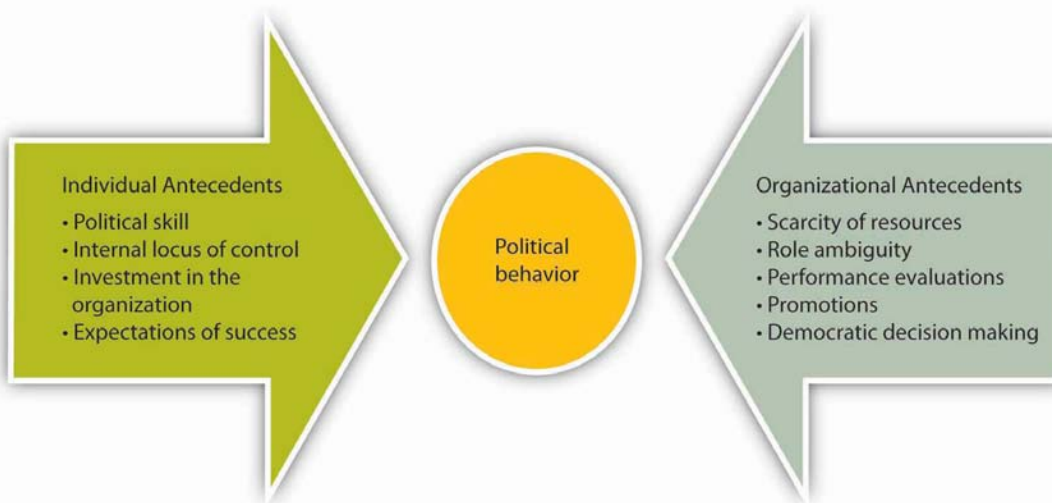 Individual Antecedents
• Political skill
• Internal locus of control
• Investment in the
organization
• Expectations of success
Political
behavior
Organizational Antecedents
• Scarcity of resources
• Role ambiguity
• Performance evaluations
• Promotions
• Democratic decision making